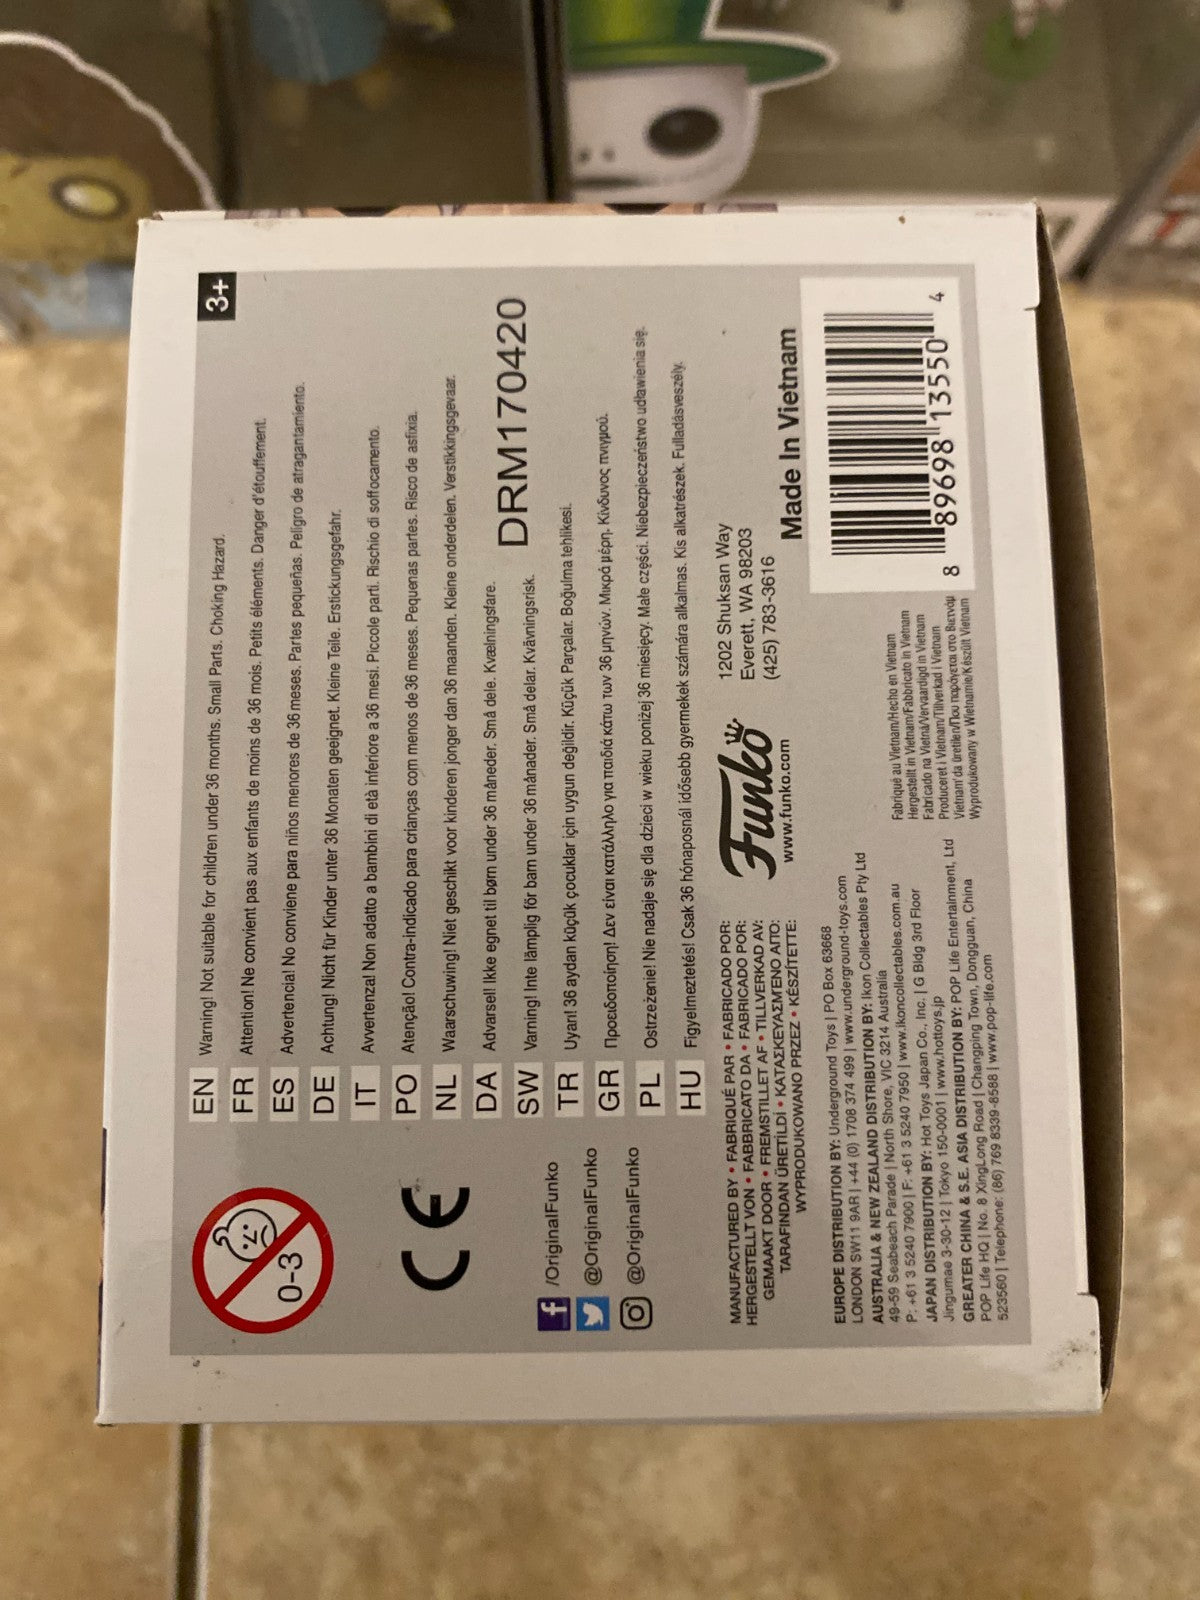 3+
0-3
EN Warning! Not suitable for children under 36 months. Small Parts. Choking Hazard.
FR Attention! Ne convient pas aux enfants de moins de 36 mois. Petits éléments. Danger d'étouffement.
ES Advertencia! No conviene para niños menores de 36 meses. Partes pequeñas. Peligro de atragantamiento.
DE Achtung! Nicht für Kinder unter 36 Monaten geeignet. Kleine Teile. Erstickungsgefahr.
IT Avvertenza! Non adatto a bambini di età inferiore a 36 mesi. Piccole parti. Rischio di soffocamento.
PO Atenção! Contra-indicado para crianças com menos de 36 meses. Pequenas partes. Risco de asfixia.
NL Waarschuwing! Niet geschikt voor kinderen jonger dan 36 maanden. Kleine onderdelen. Verstikkingsgevaar.
DA Advarsel! Ikke egnet til børn under 36 måneder. Små dele. Kvælningsfare.
SW Varning! Inte lämplig för barn under 36 månader. Små delar. Kvävningsrisk.
TR Uyarı! 36 aydan küçük çocuklar için uygun değildir. Küçük Parçalar. Boğulma tehlikesi.
GR Προειδοποίηση! Δεν είναι κατάλληλο για παιδιά κάτω των 36 μηνών. Μικρά μέρη. Κίνδυνος πνιγμού.
PL Ostrzeżenie! Nie nadaje się dla dzieci w wieku poniżej 36 miesięcy. Małe części. Niebezpieczeństwo udławienia się.
HU Figyelmeztetés! Csak 36 hónaposnál idősebb gyermekek számára alkalmas. Kis alkatrészek. Fulladásveszély.
DRM170420
CE
f /OriginalFunko
@OriginalFunko
@OriginalFunko
MANUFACTURED BY • FABRIQUÉ PAR • FABRICADO POR:
HERGESTELLT VON • FABBRICATO DA • FABRICADO POR:
GEMAAKT DOOR • FREMSTILLET AF • TILLVERKAD AV:
TARAFINDAN ÜRETİLDİ • ΚΑΤΑΣΚΕΥΑΣΜΕΝΟ ΑΠΟ:
WYPRODUKOWANO PRZEZ • KÉSZÍTETTE:
Funko
www.funko.com
1202 Shuksan Way
Everett, WA 98203
(425) 783-3616
Made In Vietnam
EUROPE DISTRIBUTION BY: Underground Toys | PO Box 63668
LONDON SW11 9AR | +44 (0) 1708 374 499 | www.underground-toys.com
AUSTRALIA & NEW ZEALAND DISTRIBUTION BY: Ikon Collectables Pty Ltd
49-59 Seabeach Parade | North Shore, VIC 3214 Australia
P: +61 3 5240 7900 | F: +61 3 5240 7950 | www.ikoncollectables.com.au
JAPAN DISTRIBUTION BY: Hot Toys Japan Co., Inc. | G Bldg 3rd Floor
Jingumae 3-30-12 | Tokyo 150-0001 | www.hottoys.jp
GREATER CHINA & S.E. ASIA DISTRIBUTION BY: POP Life Entertainment, Ltd
POP Life HQ | No. 8 XingLong Road | Changping Town, Dongguan, China
523560 | Telephone: (86) 769 8339-8588 | www.pop-life.com
Fabriqué au Vietnam/Hecho en Vietnam
Hergestellt in Vietnam/Fabbricato in Vietnam
Fabricado na Vietnã/Vervaardigd in Vietnam
Produceret i Vietnam/Tillverkad i Vietnam
Vietnam'da üretilen/Που παράγεται στο Βιετνάμ
Wyprodukowany w Wietnamie/Készült Vietnam
8 89698 13550 4